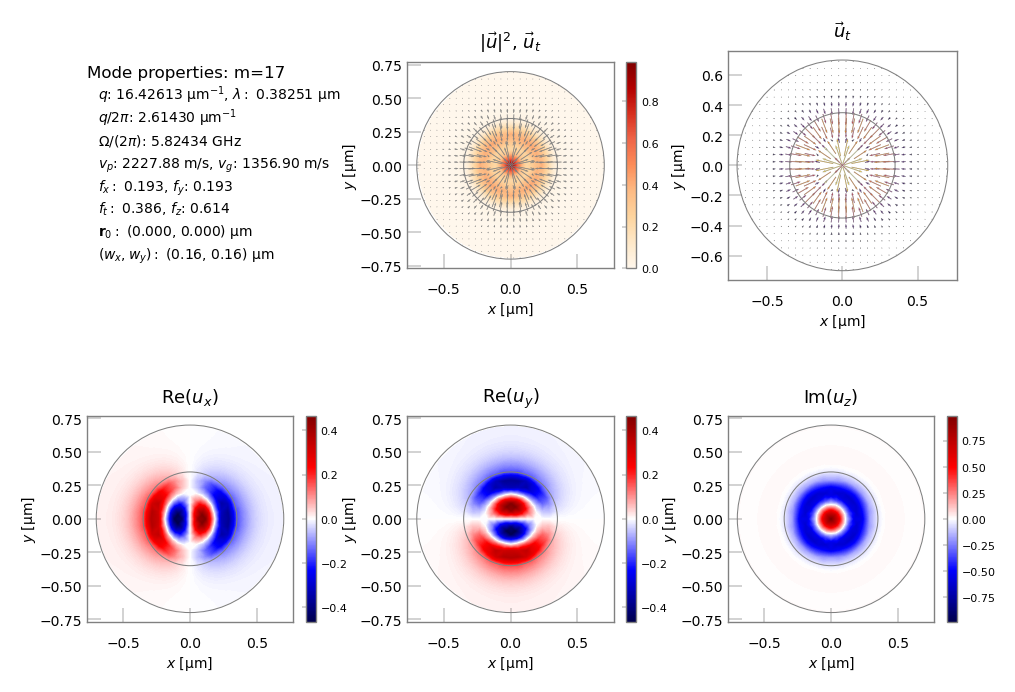 Mode properties: m=17
q: 16.42613 µm⁻¹, λ: 0.38251 µm
q/2π: 2.61430 µm⁻¹
Ω/(2π): 5.82434 GHz
vₚ: 2227.88 m/s, v_g: 1356.90 m/s
fₓ: 0.193, f_y: 0.193
fₜ: 0.386, f_z: 0.614
r₀: (0.000, 0.000) µm
(wₓ, w_y): (0.16, 0.16) µm
|u⃗|², u⃗ₜ
0.75
0.50
0.25
0.00
−0.25
−0.50
−0.75
y [µm]
−0.5 0.0 0.5
x [µm]
0.8
0.6
0.4
0.2
0.0
u⃗ₜ
0.6
0.4
0.2
0.0
−0.2
−0.4
−0.6
y [µm]
−0.5 0.0 0.5
x [µm]
Re(uₓ)
0.75
0.50
0.25
0.00
−0.25
−0.50
−0.75
y [µm]
−0.5 0.0 0.5
x [µm]
0.4
0.2
0.0
−0.2
−0.4
Re(u_y)
0.75
0.50
0.25
0.00
−0.25
−0.50
−0.75
y [µm]
−0.5 0.0 0.5
x [µm]
0.4
0.2
0.0
−0.2
−0.4
Im(u_z)
0.75
0.50
0.25
0.00
−0.25
−0.50
−0.75
y [µm]
−0.5 0.0 0.5
x [µm]
0.75
0.50
0.25
0.00
−0.25
−0.50
−0.75